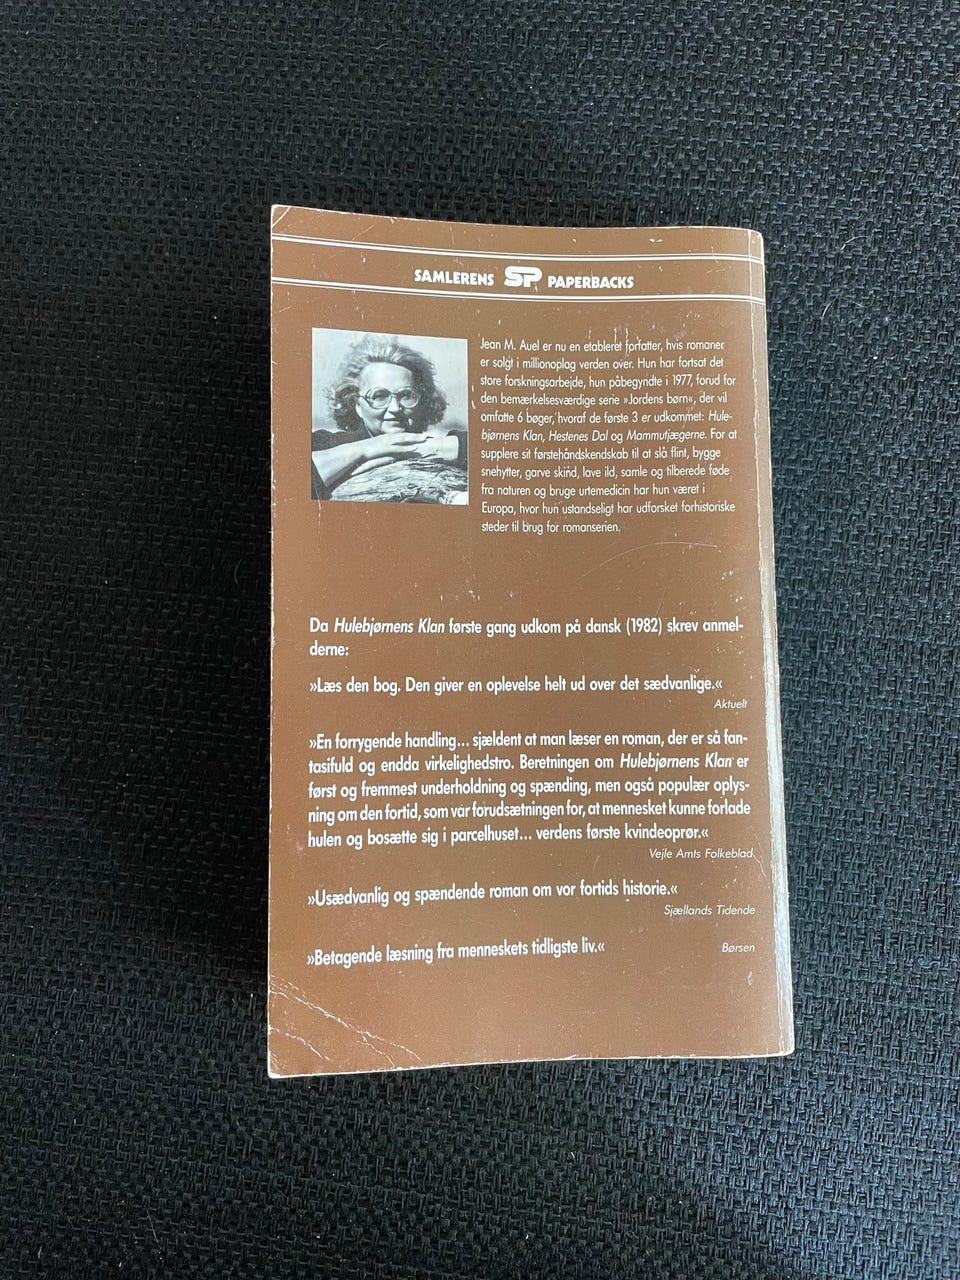 SAMLERENS SP PAPERBACKS
Jean M. Auel er nu en etableret forfatter, hvis romaner
er solgt i millionoplag verden over. Hun har fortsat det
store forskningsarbejde, hun påbegyndte i 1977, forud for
den bemærkelsesværdige serie »Jordens børn«, der vil
omfatte 6 bøger, hvoraf de første 3 er udkommet: Hule-
bjørnens Klan, Hestenes Dal og Mammutjægerne. For at
supplere sit førstehåndskendskab til at slå flint, bygge
snehytter, garve skind, lave ild, samle og tilberede føde
fra naturen og bruge urtemedicin har hun været i
Europa, hvor hun ustandseligt har udforsket forhistoriske
steder til brug for romanserien.
Da Hulebjørnens Klan første gang udkom på dansk (1982) skrev anmel-
derne:
»Læs den bog. Den giver en oplevelse helt ud over det sædvanlige.«
Aktuelt
»En forrygende handling... sjældent at man læser en roman, der er så fan-
tasifuld og endda virkelighedstro. Beretningen om Hulebjørnens Klan er
først og fremmest underholdning og spænding, men også populær oplys-
ning om den fortid, som var forudsætningen for, at mennesket kunne forlade
hulen og bosætte sig i parcelhuset... verdens første kvindeoprør.«
Vejle Amts Folkeblad
»Usædvanlig og spændende roman om vor fortids historie.«
Sjællands Tidende
»Betagende læsning fra menneskets tidligste liv.«
Børsen